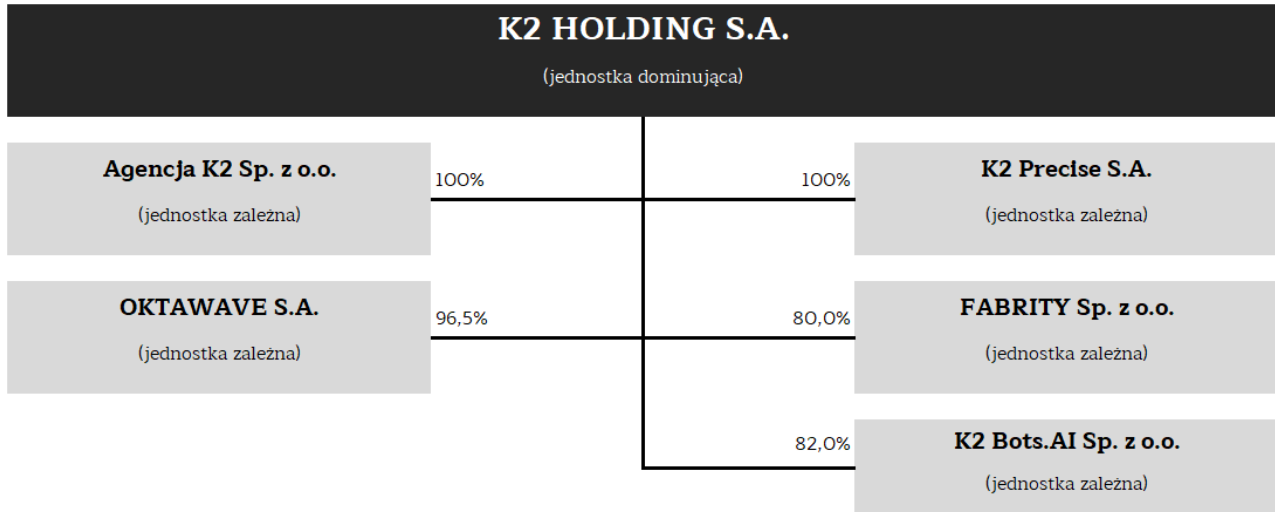 K2 HOLDING S.A.
(jednostka dominująca)
Agencja K2 Sp. z o.o.
(jednostka zależna)
100%
100%
K2 Precise S.A.
(jednostka zależna)
OKTAWAVE S.A.
(jednostka zależna)
96,5%
80,0%
FABRITY Sp. z o.o.
(jednostka zależna)
82,0%
K2 Bots.AI Sp. z o.o.
(jednostka zależna)